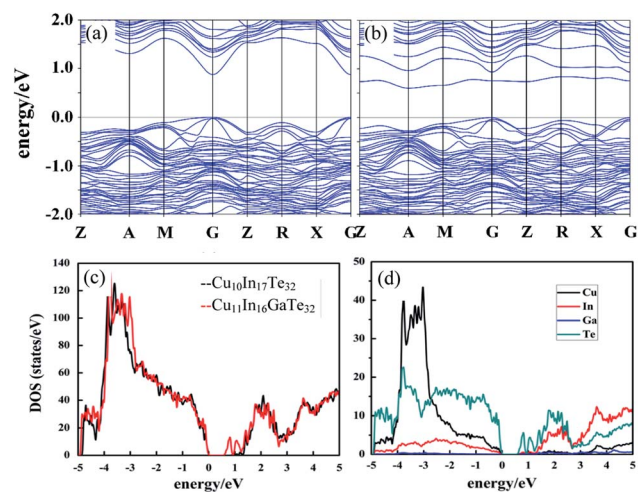 (a) (b)
energy/eV
2.0
1.0
0.0
-1.0
-2.0
Z A M G Z R X G Z A M G Z R X G
(c) (d)
Cu₁₀In₁₇Te₃₂
Cu₁₁In₁₆GaTe₃₂
DOS (states/eV)
140
120
100
80
60
40
20
0
-5 -4 -3 -2 -1 0 1 2 3 4 5
energy/eV
Cu
In
Ga
Te
50
40
30
20
10
0
-5 -4 -3 -2 -1 0 1 2 3 4 5
energy/eV